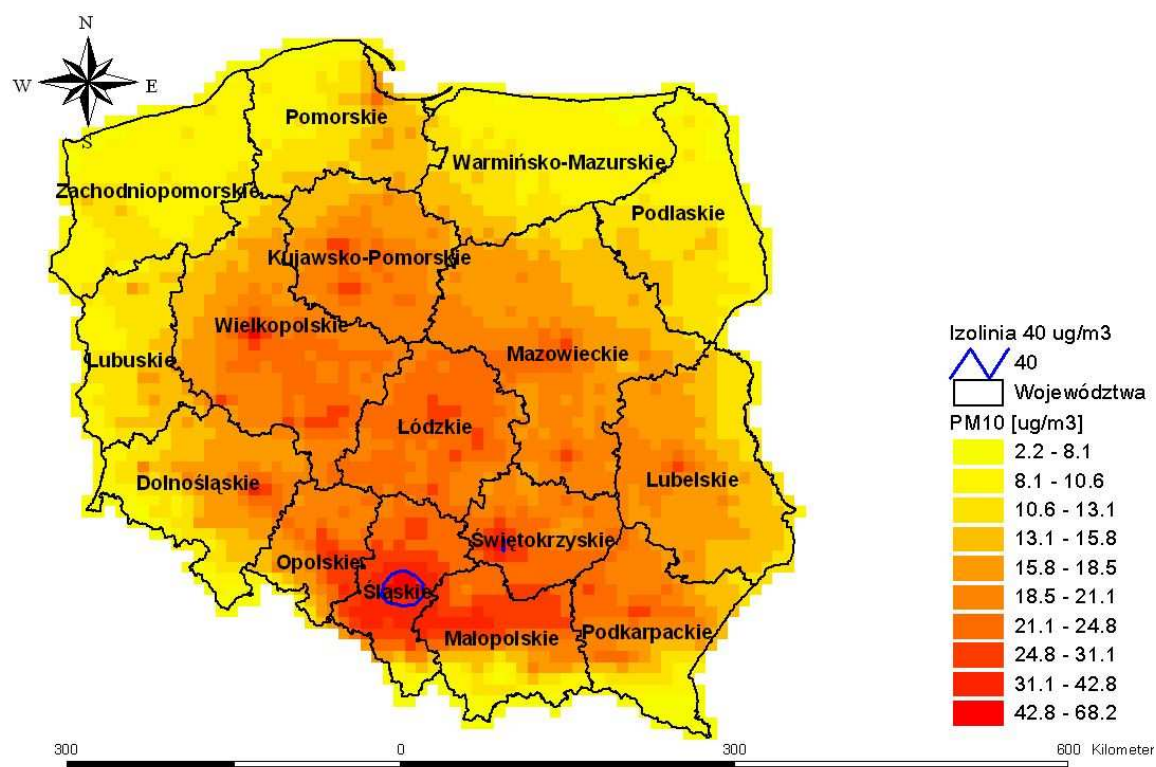 N
W E
S
Pomorskie
Warmińsko-Mazurskie
Zachodniopomorskie
Podlaskie
Kujawsko-Pomorskie
Wielkopolskie
Mazowieckie
Lubuskie
Łódzkie
Dolnośląskie
Lubelskie
Świętokrzyskie
Opolskie
Śląskie
Małopolskie
Podkarpackie
Izolinia 40 ug/m3
40
Województwa
PM10 [ug/m3]
2.2 - 8.1
8.1 - 10.6
10.6 - 13.1
13.1 - 15.8
15.8 - 18.5
18.5 - 21.1
21.1 - 24.8
24.8 - 31.1
31.1 - 42.8
42.8 - 68.2
300 0 300 600 Kilometer